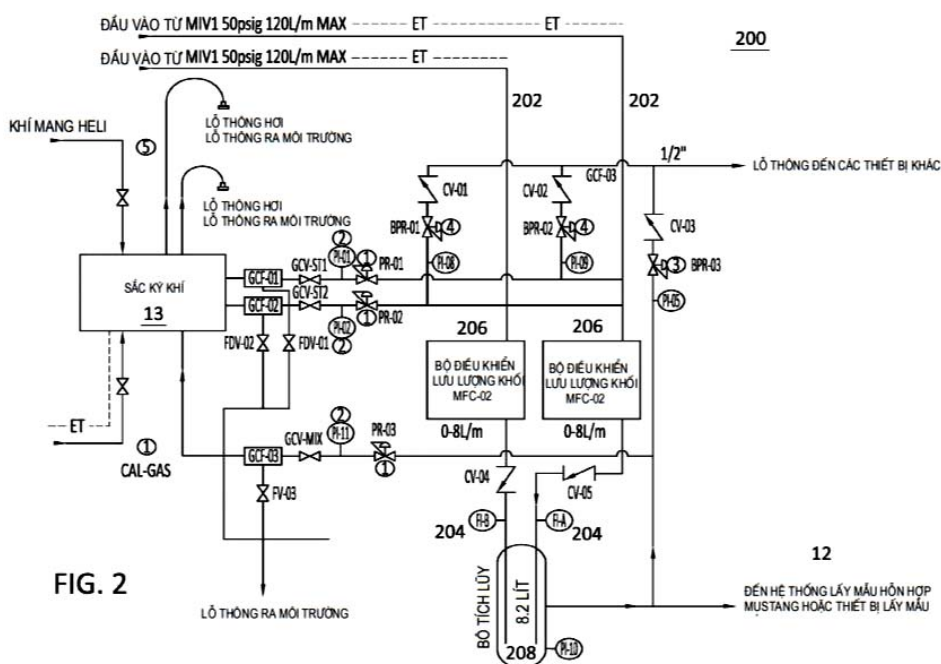 ĐẦU VÀO TỪ MIV1 50psig 120L/m MAX ET ET
200
ĐẦU VÀO TỪ MIV1 50psig 120L/m MAX ET
202
202
LỖ THÔNG HƠI
LỖ THÔNG RA MÔI TRƯỜNG
KHÍ MANG HELI
5
1/2"
LỖ THÔNG ĐẾN CÁC THIẾT BỊ KHÁC
GCF-03
CV-01
CV-02
CV-03
LỖ THÔNG HƠI
LỖ THÔNG RA MÔI TRƯỜNG
BPR-01
4
BPR-02
4
3
BPR-03
2
GCV-ST1
PI-01
1
PR-01
PI-08
PI-09
GCF-01
SẮC KÝ KHÍ
13
GCV-ST2
GCF-02
PI-02
2
1
PR-02
PI-05
FDV-02
FDV-01
206
206
BỘ ĐIỀU KHIỂN
LƯU LƯỢNG KHỐI
MFC-02
BỘ ĐIỀU KHIỂN
LƯU LƯỢNG KHỐI
MFC-02
ET
2
PI-11
PR-03
0-8L/m
0-8L/m
1
CAL-GAS
GCV-MIX
GCF-03
1
CV-04
CV-05
FV-03
FI-B
FI-A
204
204
12
FIG. 2
BỘ TÍCH LŨY
8.2 LÍT
ĐẾN HỆ THỐNG LẤY MẪU HỖN HỢP
MUSTANG HOẶC THIẾT BỊ LẤY MẪU
LỖ THÔNG RA MÔI TRƯỜNG
208
PI-10